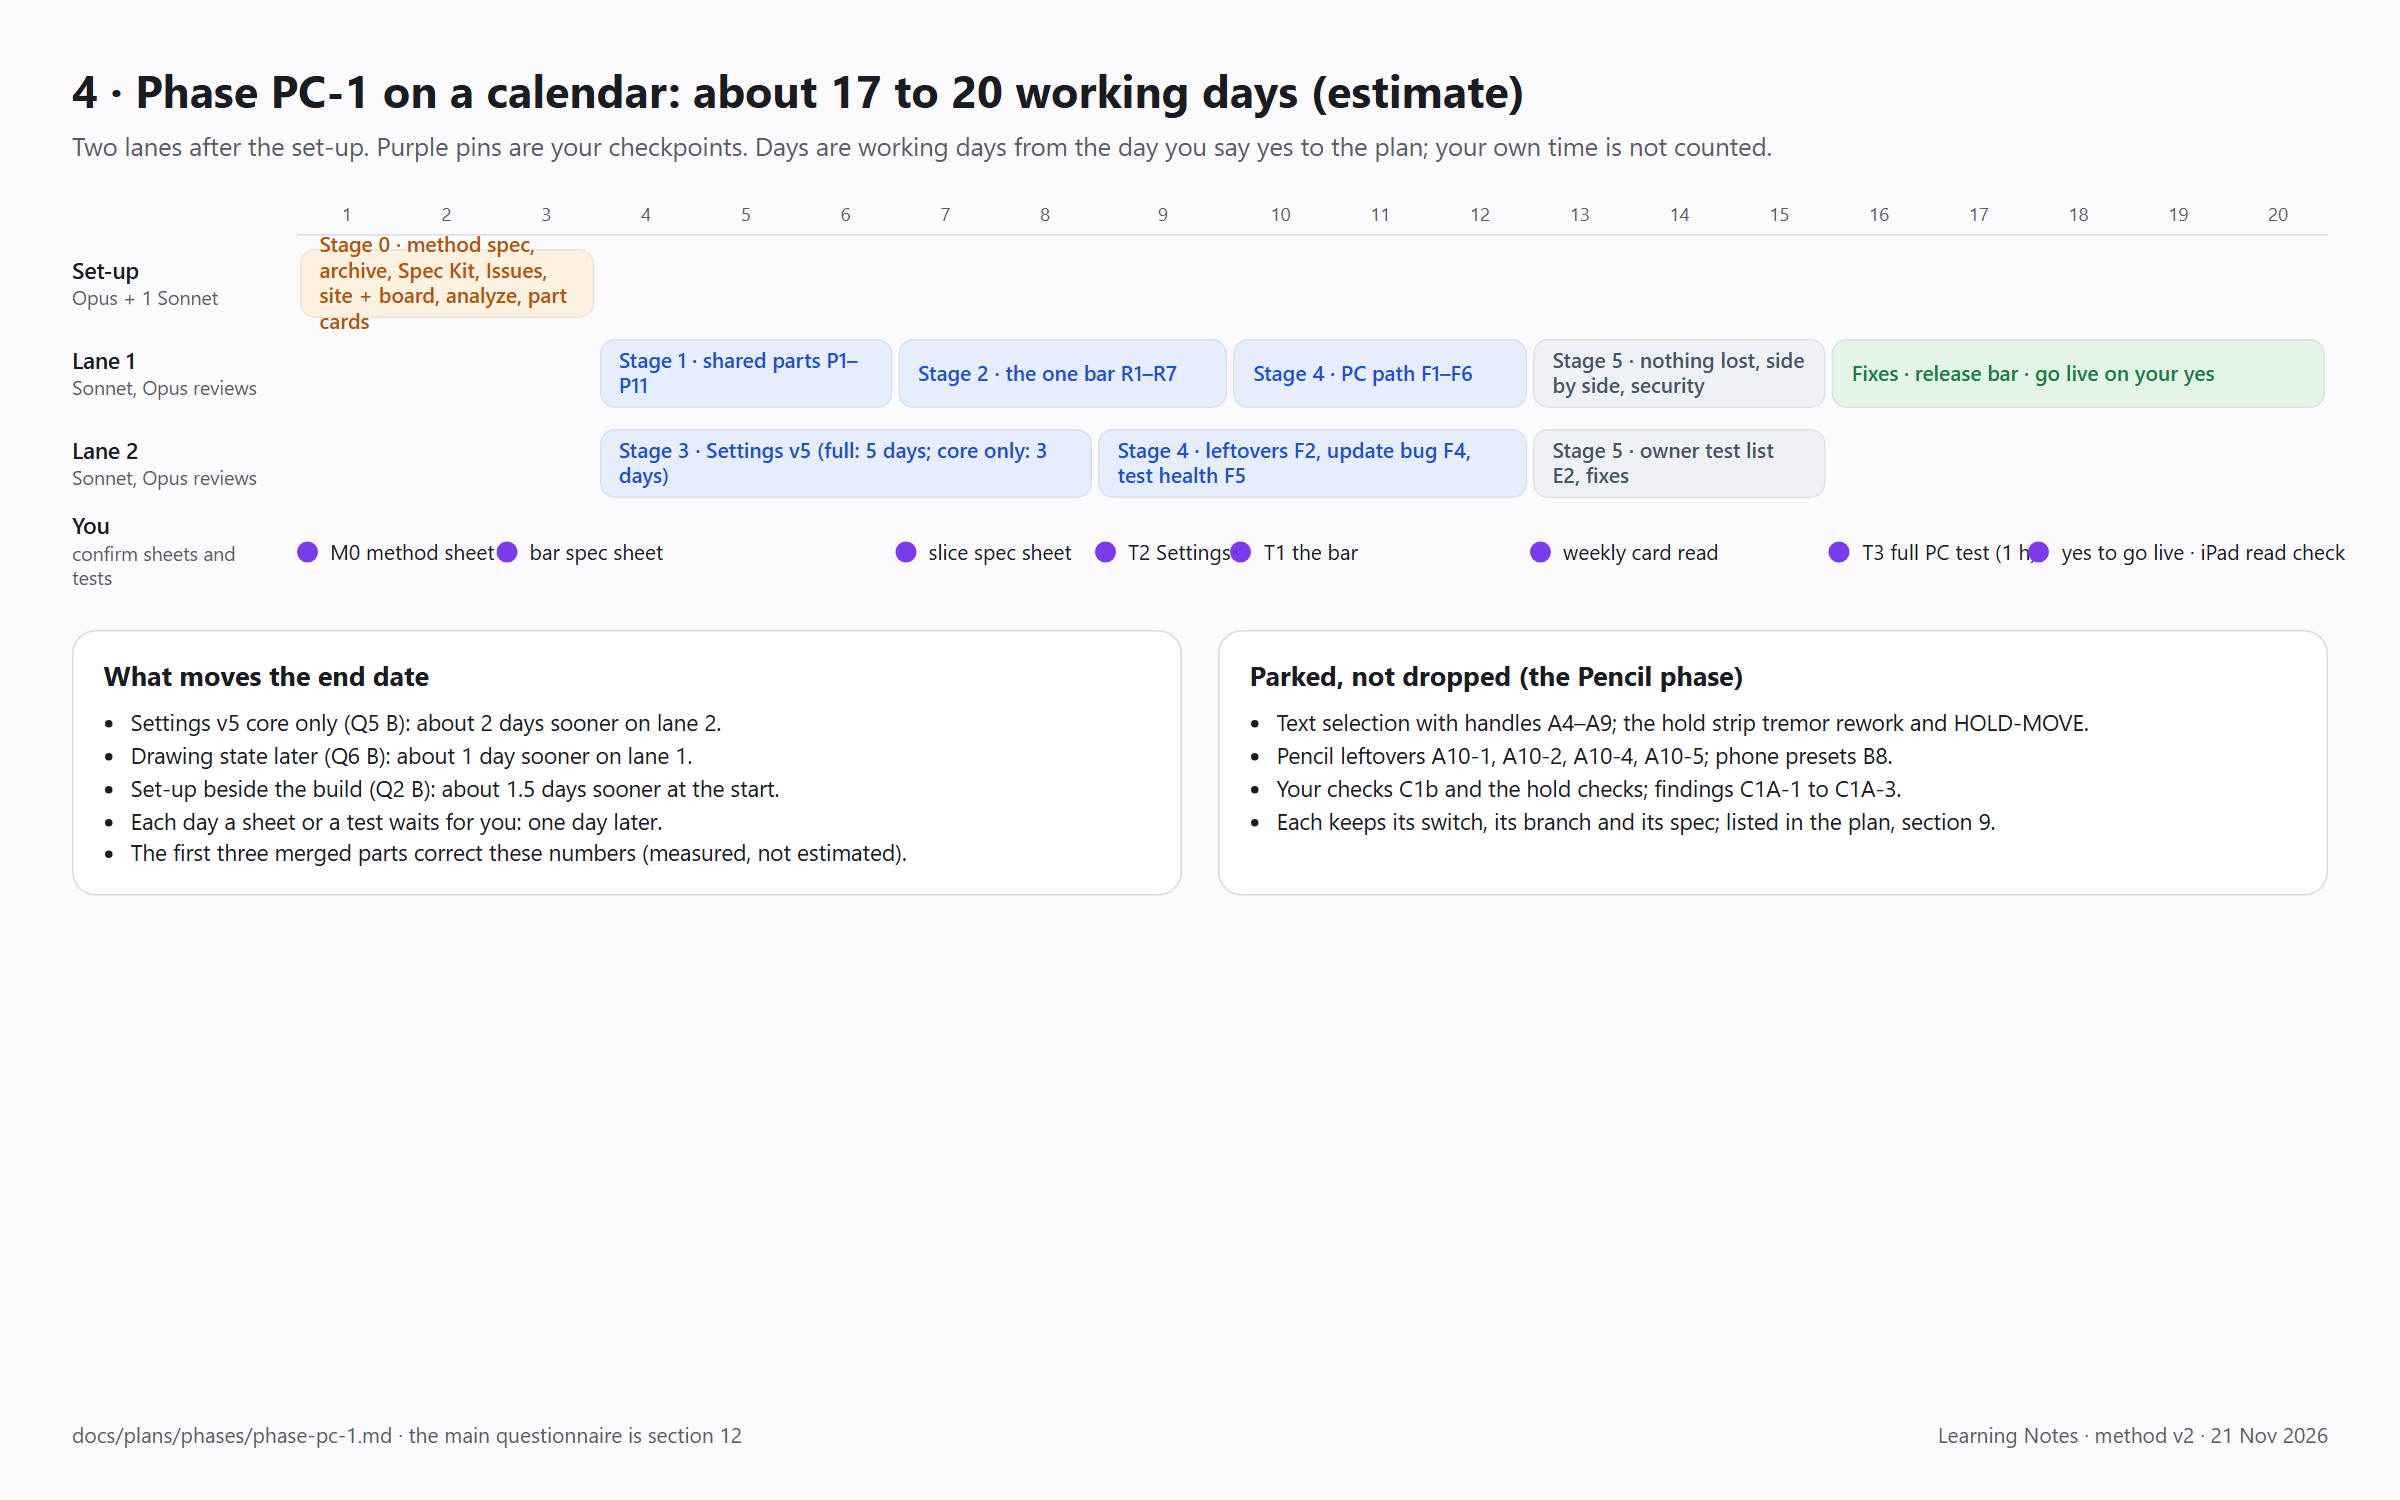 4 · Phase PC-1 on a calendar: about 17 to 20 working days (estimate)
Two lanes after the set-up. Purple pins are your checkpoints. Days are working days from the day you say yes to the plan; your own time is not counted.
1 2 3 4 5 6 7 8 9 10 11 12 13 14 15 16 17 18 19 20
Set-up
Opus + 1 Sonnet
Stage 0 · method spec,
archive, Spec Kit, Issues,
site + board, analyze, part
cards
Lane 1
Sonnet, Opus reviews
Stage 1 · shared parts P1–
P11
Stage 2 · the one bar R1–R7
Stage 4 · PC path F1–F6
Stage 5 · nothing lost, side
by side, security
Fixes · release bar · go live on your yes
Lane 2
Sonnet, Opus reviews
Stage 3 · Settings v5 (full: 5 days; core only: 3
days)
Stage 4 · leftovers F2, update bug F4,
test health F5
Stage 5 · owner test list
E2, fixes
You
confirm sheets and
tests
M0 method sheet
bar spec sheet
slice spec sheet
T2 Settings
T1 the bar
weekly card read
T3 full PC test (1
yes to go live · iPad read check
What moves the end date
• Settings v5 core only (Q5 B): about 2 days sooner on lane 2.
• Drawing state later (Q6 B): about 1 day sooner on lane 1.
• Set-up beside the build (Q2 B): about 1.5 days sooner at the start.
• Each day a sheet or a test waits for you: one day later.
• The first three merged parts correct these numbers (measured, not estimated).
Parked, not dropped (the Pencil phase)
• Text selection with handles A4–A9; the hold strip tremor rework and HOLD-MOVE.
• Pencil leftovers A10-1, A10-2, A10-4, A10-5; phone presets B8.
• Your checks C1b and the hold checks; findings C1A-1 to C1A-3.
• Each keeps its switch, its branch and its spec; listed in the plan, section 9.
docs/plans/phases/phase-pc-1.md · the main questionnaire is section 12
Learning Notes · method v2 · 21 Nov 2026